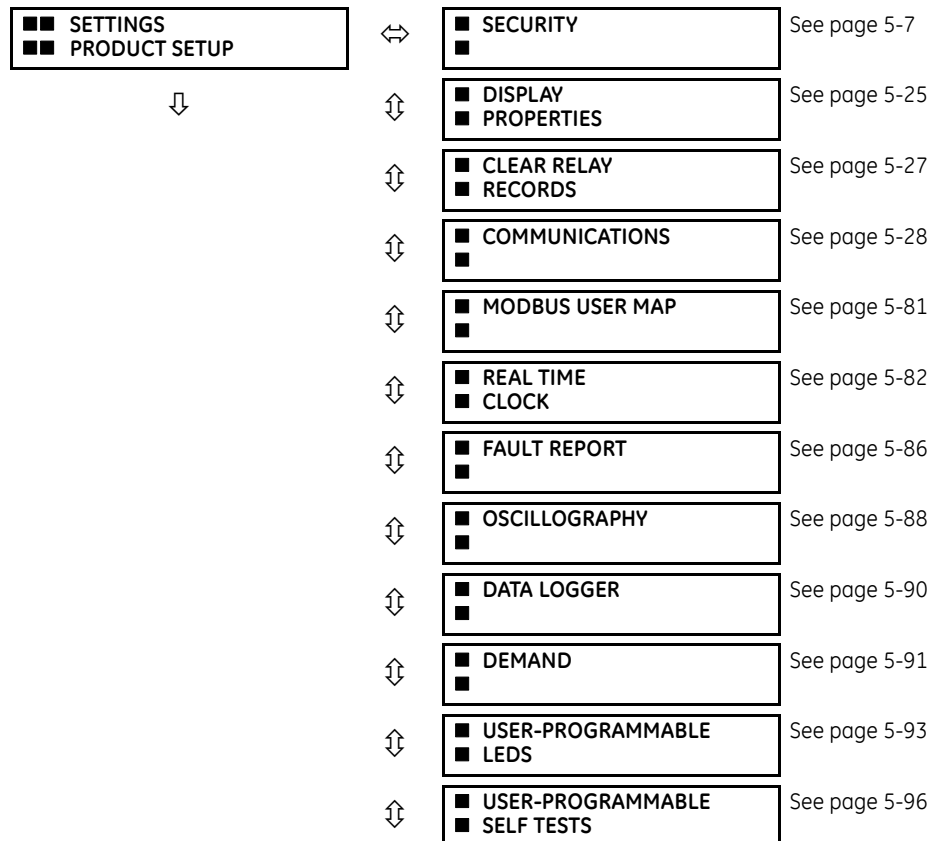 ■■ SETTINGS
■■ PRODUCT SETUP
■ SECURITY
■
See page 5-7
■ DISPLAY
■ PROPERTIES
See page 5-25
■ CLEAR RELAY
■ RECORDS
See page 5-27
■ COMMUNICATIONS
■
See page 5-28
■ MODBUS USER MAP
■
See page 5-81
■ REAL TIME
■ CLOCK
See page 5-82
■ FAULT REPORT
■
See page 5-86
■ OSCILLOGRAPHY
■
See page 5-88
■ DATA LOGGER
■
See page 5-90
■ DEMAND
■
See page 5-91
■ USER-PROGRAMMABLE
■ LEDS
See page 5-93
■ USER-PROGRAMMABLE
■ SELF TESTS
See page 5-96